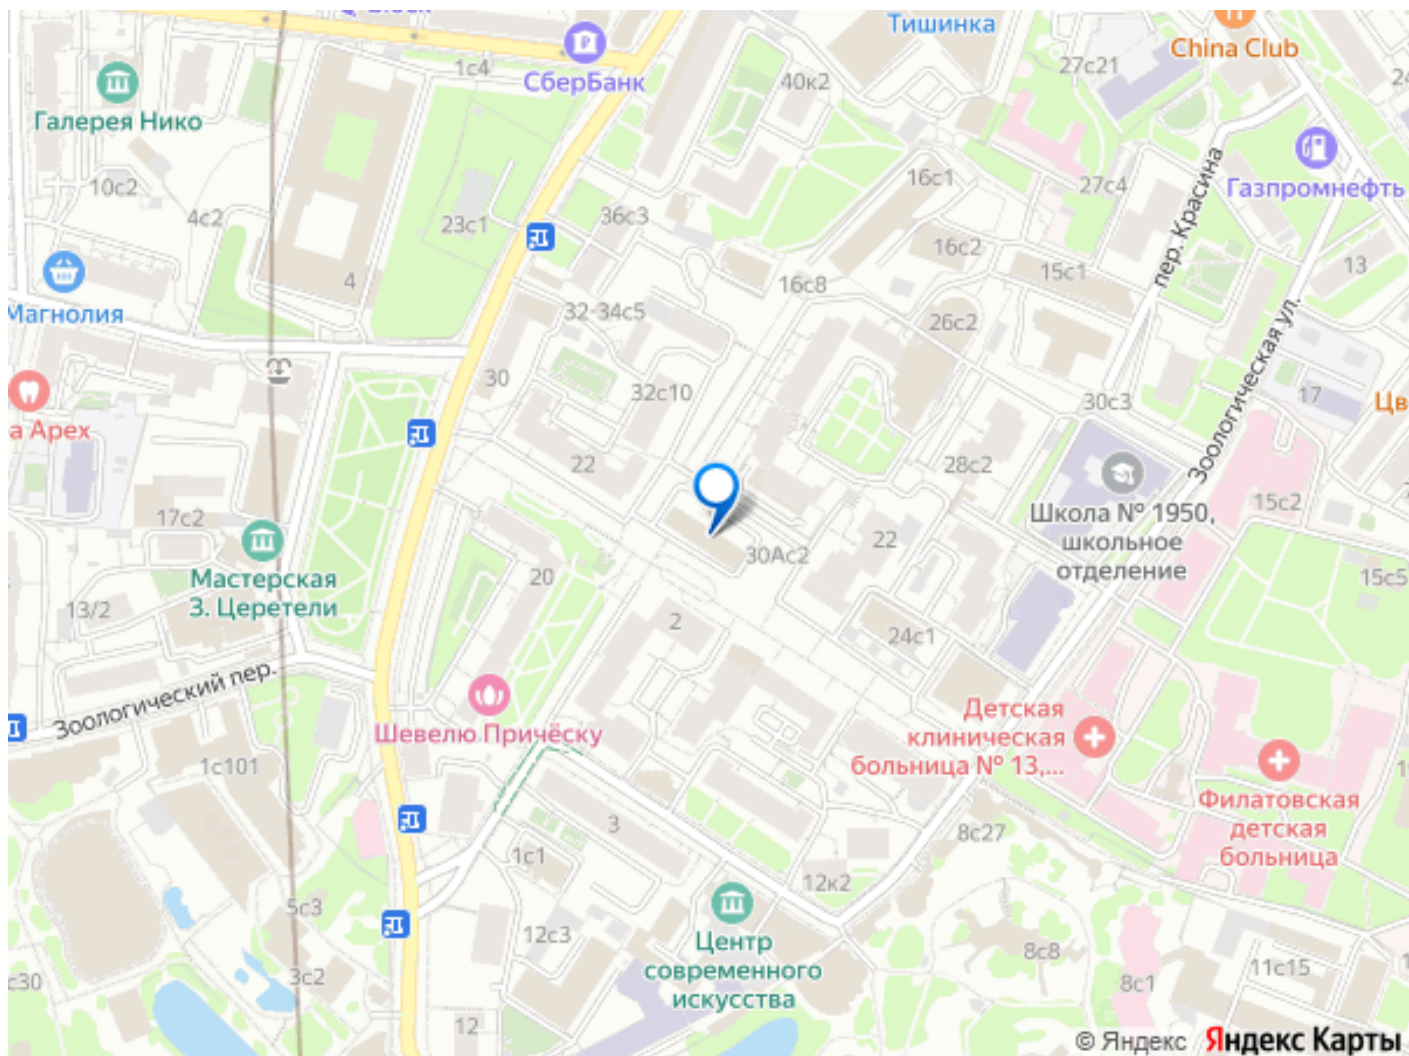 Тишинка
China Club
СберБанк
1с4
40к2
27с21
Галерея Нико
10с2
4с2
23с1
36с3
16с1
27с4
пер. Красина
Газпромнефть
16с2
15с1
13
16с8
4
Магнолия
32-34с5
26с2
Зоологическая ул.
30
32с10
30с3
17
Цв
а Арех
22
28с2
15с2
17с2
Школа № 1950,
школьное
отделение
30Ас2
22
15с5
Мастерская
З. Церетели
13/2
20
2
24с1
Зоологический пер.
Шевелю Причёску
Детская
клиническая
больница № 13,...
1с101
Филатовская
детская
больница
3
8с27
1с1
12к2
5с3
12с3
Центр
современного
искусства
8с8
8с1
11с15
с30
3с2
12
© Яндекс Яндекс Карты